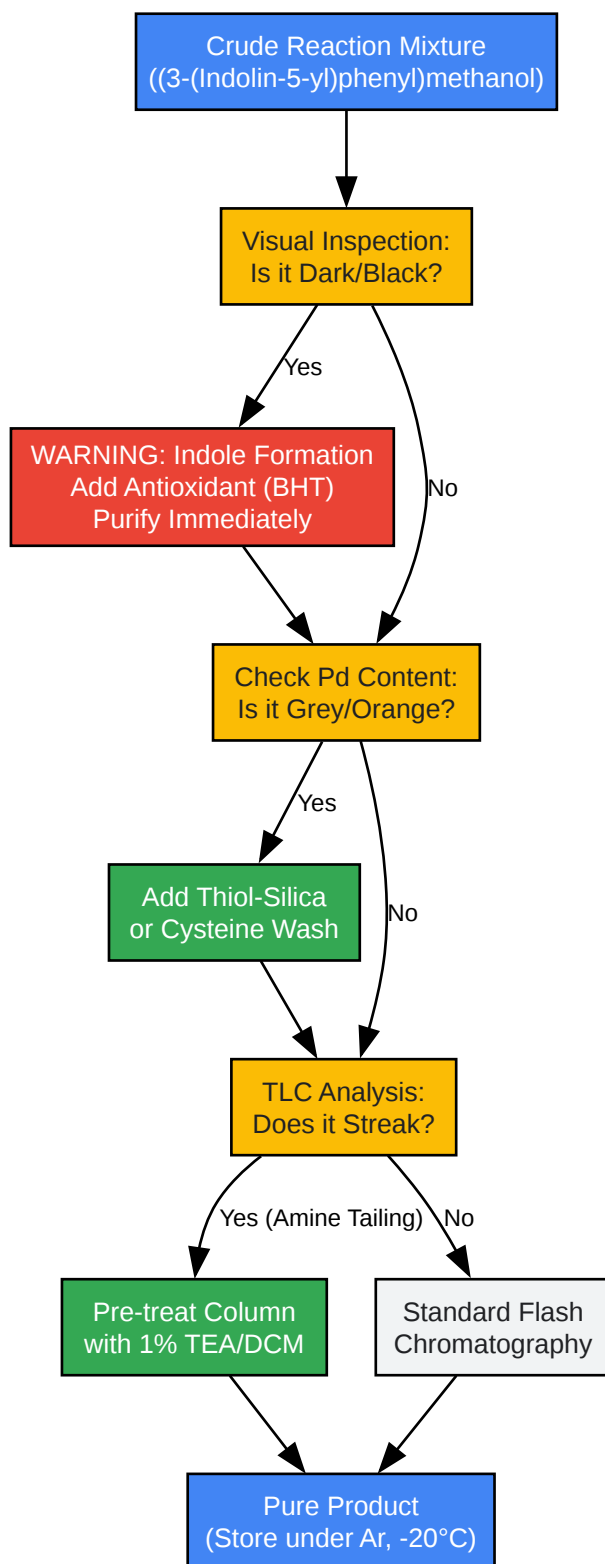 Crude Reaction Mixture
((3-(Indolin-5-yl)phenyl)methanol)
Visual Inspection:
Is it Dark/Black?
Yes
WARNING: Indole Formation
Add Antioxidant (BHT)
Purify Immediately
No
Check Pd Content:
Is it Grey/Orange?
Yes
Add Thiol-Silica
or Cysteine Wash
No
TLC Analysis:
Does it Streak?
Yes (Amine Tailing)
No
Pre-treat Column
with 1% TEA/DCM
Standard Flash
Chromatography
Pure Product
(Store under Ar, -20°C)